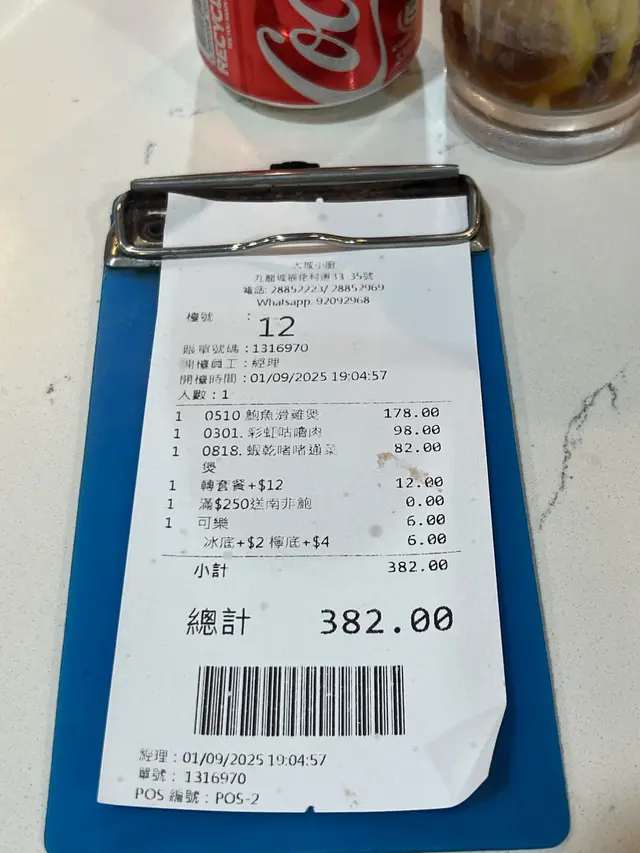 RECYCLE
Coc
大城小廚
九龍城福佬村道33-35號
電話: 28852223/ 28852969
Whatsapp: 92092968
檯號 : 12
賬單號碼 : 1316970
開檯員工 : 經理
開檯時間 : 01/09/2025 19:04:57
人數 : 1
1 0510 鮑魚滑雞煲 178.00
1 0301. 彩虹咕嚕肉 98.00
1 0818. 蝦乾啫啫通菜 82.00
煲
1 轉套餐+$12 12.00
1 滿$250送南非鮑 0.00
1 可樂 6.00
冰底+$2 檸底+$4 6.00
小計 382.00
總計 382.00
經理 : 01/09/2025 19:04:57
單號 : 1316970
POS 編號 : POS-2